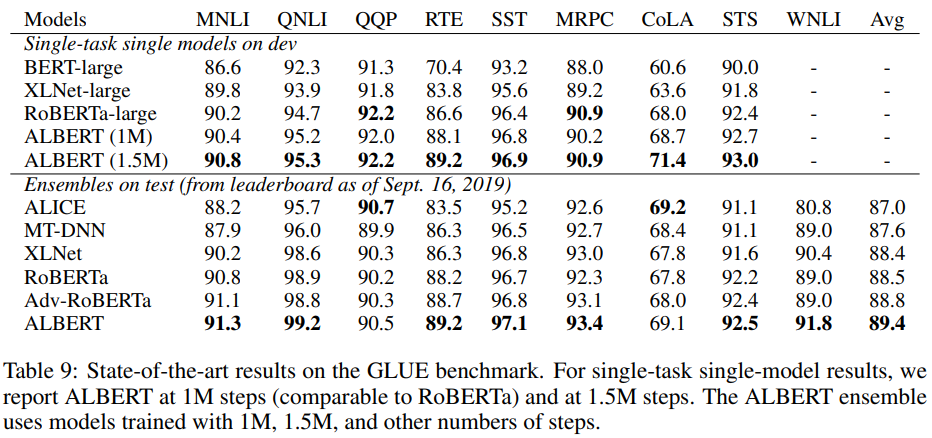 Models MNLI QNLI QQP RTE SST MRPC CoLA STS WNLI Avg
Single-task single models on dev
BERT-large 86.6 92.3 91.3 70.4 93.2 88.0 60.6 90.0 - -
XLNet-large 89.8 93.9 91.8 83.8 95.6 89.2 63.6 91.8 - -
RoBERTa-large 90.2 94.7 92.2 86.6 96.4 90.9 68.0 92.4 - -
ALBERT (1M) 90.4 95.2 92.0 88.1 96.8 90.2 68.7 92.7 - -
ALBERT (1.5M) 90.8 95.3 92.2 89.2 96.9 90.9 71.4 93.0 - -
Ensembles on test (from leaderboard as of Sept. 16, 2019)
ALICE 88.2 95.7 90.7 83.5 95.2 92.6 69.2 91.1 80.8 87.0
MT-DNN 87.9 96.0 89.9 86.3 96.5 92.7 68.4 91.1 89.0 87.6
XLNet 90.2 98.6 90.3 86.3 96.8 93.0 67.8 91.6 90.4 88.4
RoBERTa 90.8 98.9 90.2 88.2 96.7 92.3 67.8 92.2 89.0 88.5
Adv-RoBERTa 91.1 98.8 90.3 88.7 96.8 93.1 68.0 92.4 89.0 88.8
ALBERT 91.3 99.2 90.5 89.2 97.1 93.4 69.1 92.5 91.8 89.4
Table 9: State-of-the-art results on the GLUE benchmark. For single-task single-model results, we
report ALBERT at 1M steps (comparable to RoBERTa) and at 1.5M steps. The ALBERT ensemble
uses models trained with 1M, 1.5M, and other numbers of steps.